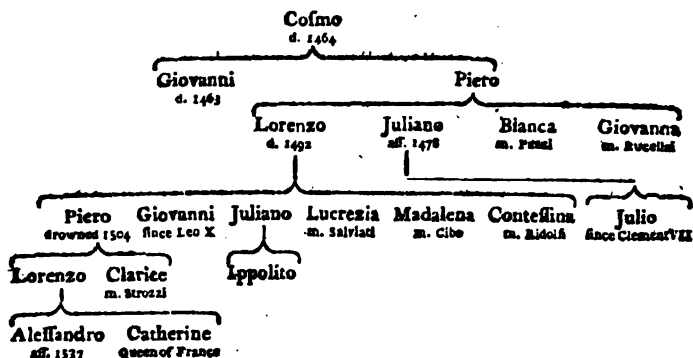 Cosmo
d. 1464
Giovanni Piero
d. 1463
Lorenzo Juliano Bianca Giovanna
d. 1492 ass. 1478 m. Pazzi m. Rucellai
Piero Giovanni Juliano Lucrezia Madalena Contessina Julio
drowned 1504 since Leo X m. Salviati m. Cibo m. Ridolfi since Clement VII
Lorenzo Clarice Ippolito
m. Strozzi
Alessandro Catherine
ass. 1537 Queen of France